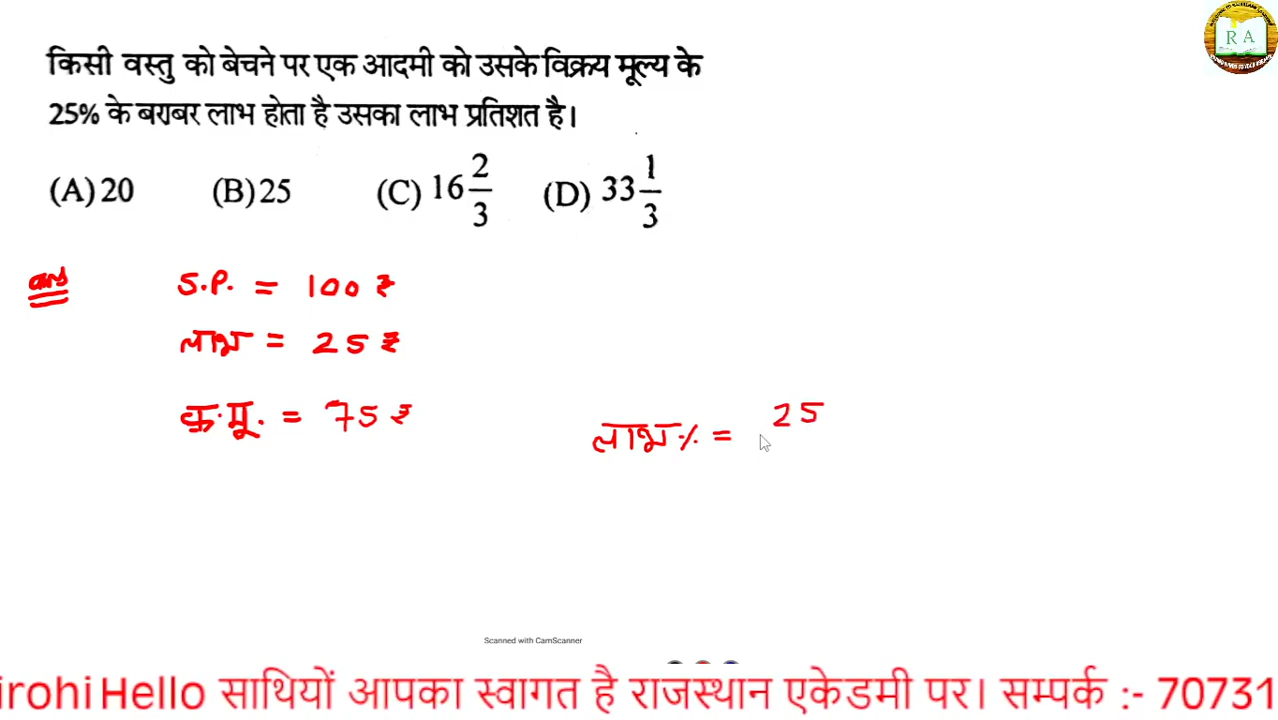 किसी वस्तु को बेचने पर एक आदमी को उसके विक्रय मूल्य के
25% के बराबर लाभ होता है उसका लाभ प्रतिशत है।
(A) 20 (B) 25 (C) 16 2/3 (D) 33 1/3
ans
S.P. = 100 ₹
लाभ = 25 ₹
क्र.मू. = 75 ₹
लाभ % = 25
R A
Scanned with CamScanner
irohi Hello साथियों आपका स्वागत है राजस्थान एकेडमी पर। सम्पर्क :- 70731